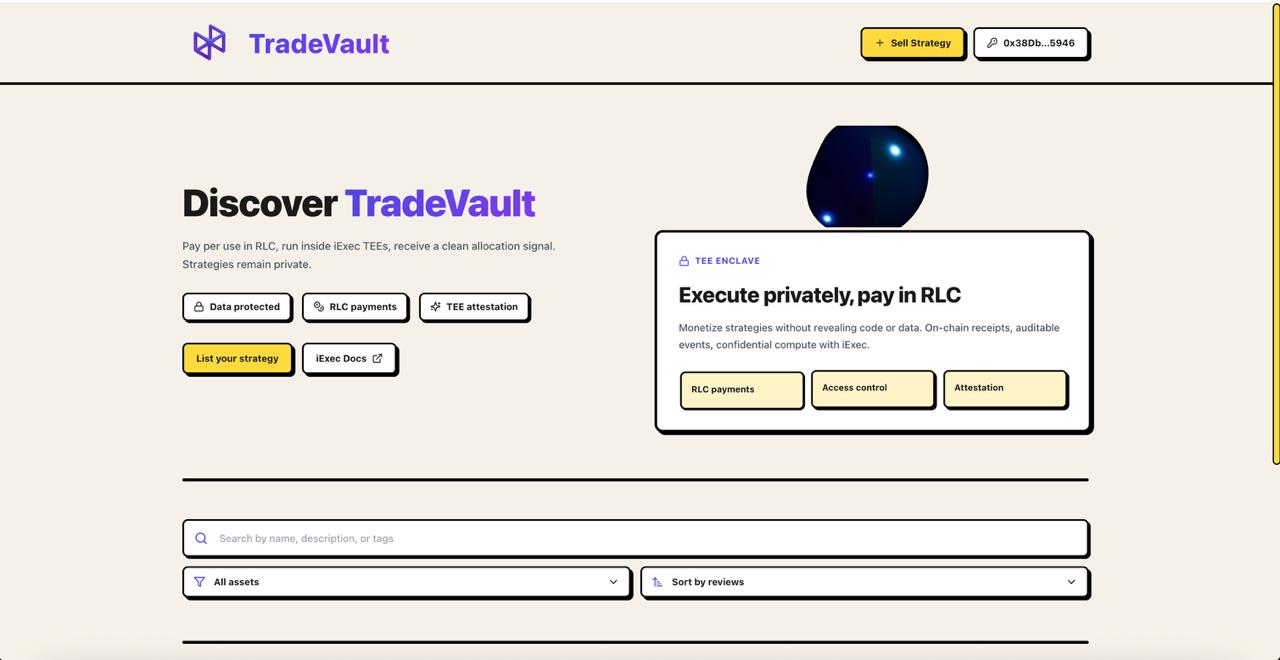 TradeVault
Sell Strategy
0x38Db...5946
Discover TradeVault
Pay per use in RLC, run inside iExec TEEs, receive a clean allocation signal.
Strategies remain private.
Data protected
RLC payments
TEE attestation
List your strategy
iExec Docs
TEE ENCLAVE
Execute privately, pay in RLC
Monetize strategies without revealing code or data. On-chain receipts, auditable
events, confidential compute with iExec.
RLC payments
Access control
Attestation
Search by name, description, or tags
All assets
Sort by reviews